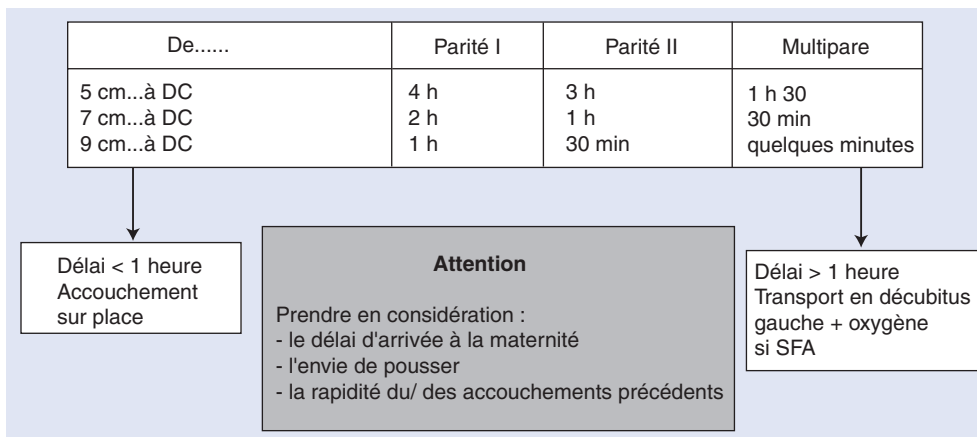 De...... Parité I Parité II Multipare
5 cm...à DC 4 h 3 h 1 h 30
7 cm...à DC 2 h 1 h 30 min
9 cm...à DC 1 h 30 min quelques minutes
Délai < 1 heure
Accouchement
sur place
Attention
Prendre en considération :
- le délai d'arrivée à la maternité
- l'envie de pousser
- la rapidité du/ des accouchements précédents
Délai > 1 heure
Transport en décubitus
gauche + oxygène
si SFA